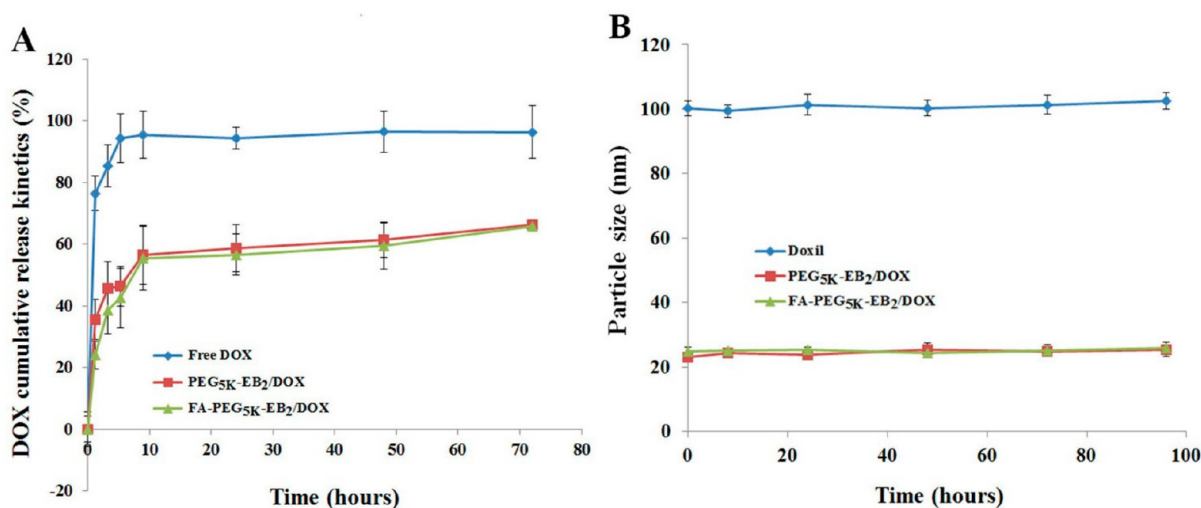 A
DOX cumulative release kinetics (%)
120
100
80
60
40
20
0
-20
0
10
20
30
40
50
60
70
80
Free DOX
PEG5K-EB2/DOX
FA-PEG5K-EB2/DOX
Time (hours)
B
Particle size (nm)
120
100
80
60
40
20
0
0
20
40
60
80
100
Doxil
PEG5K-EB2/DOX
FA-PEG5K-EB2/DOX
Time (hours)